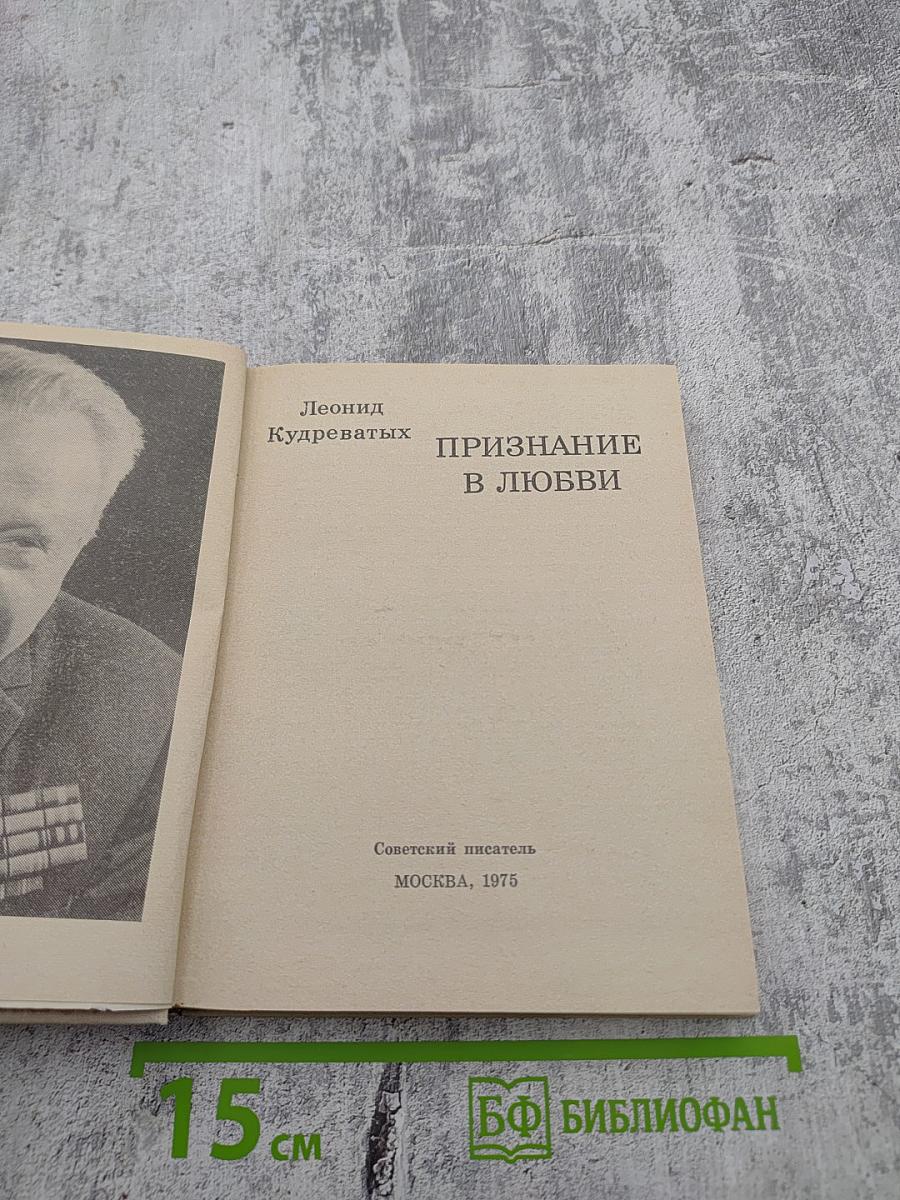 Леонид
Кудреватых
ПРИЗНАНИЕ
В ЛЮБВИ
Советский писатель
МОСКВА, 1975
15 см
БФ БИБЛИОФАН